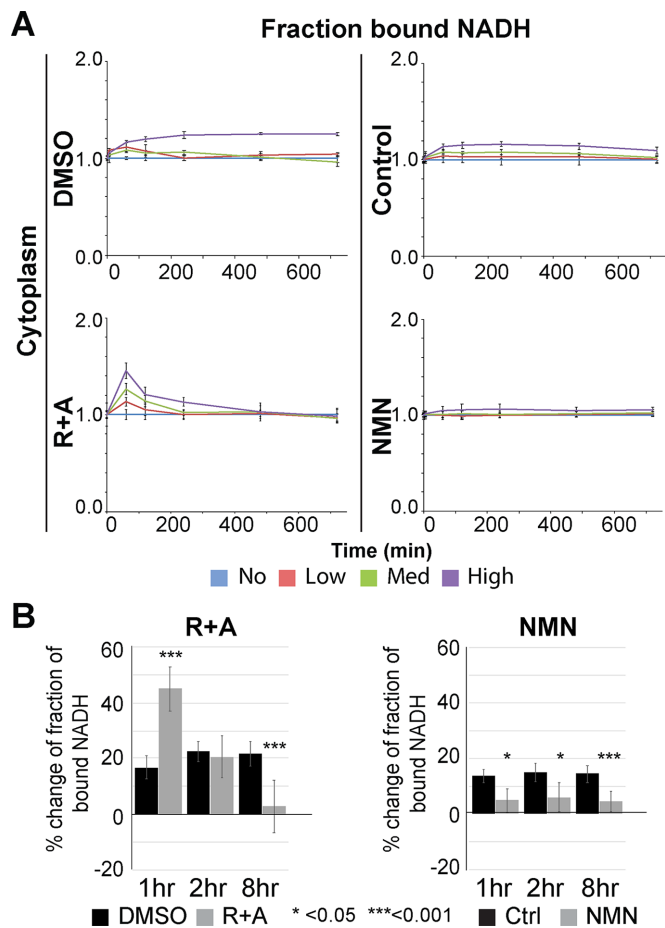 A
Fraction bound NADH
Cytoplasm
DMSO
2.0
1.0
0.0
0 200 400 600
Control
2.0
1.0
0.0
0 200 400 600
R+A
2.0
1.0
0.0
0 200 400 600
NMN
2.0
1.0
0.0
0 200 400 600
Time (min)
No Low Med High
B
R+A
% change of fraction of
bound NADH
60
40
20
0
-20
***
***
1hr 2hr 8hr
DMSO R+A
* <0.05 ***<0.001
NMN
% change of fraction of
bound NADH
60
40
20
0
-20
* * ***
1hr 2hr 8hr
Ctrl NMN